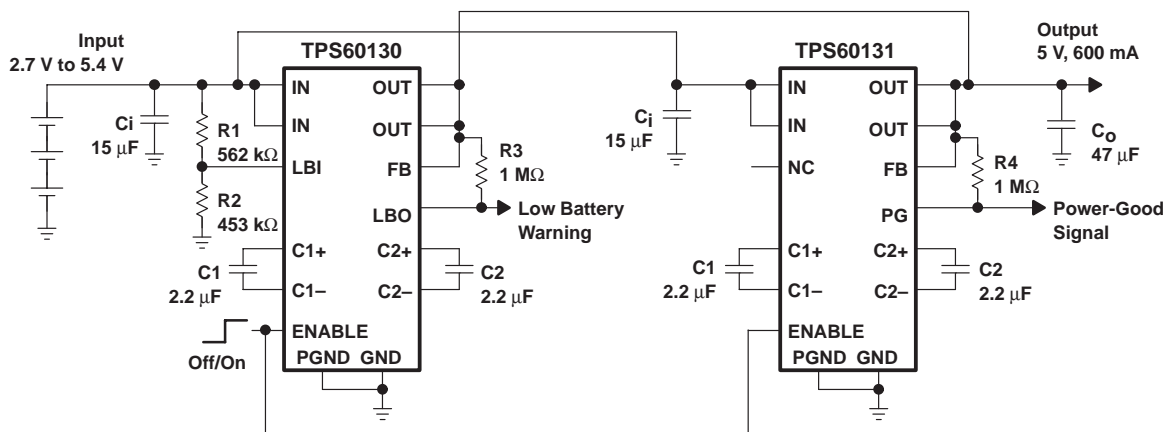 Input
2.7 V to 5.4 V
TPS60130
TPS60131
Output
5 V, 600 mA
IN
OUT
IN
OUT
LBI
FB
LBO
C1+
C2+
C1−
C2−
ENABLE
PGND GND
Ci
15 μF
R1
562 kΩ
R2
453 kΩ
R3
1 MΩ
Low Battery
Warning
C1
2.2 μF
C2
2.2 μF
Off/On
Ci
15 μF
IN
OUT
IN
OUT
NC
FB
PG
C1+
C2+
C1−
C2−
ENABLE
PGND GND
R4
1 MΩ
Co
47 μF
Power-Good
Signal
C1
2.2 μF
C2
2.2 μF